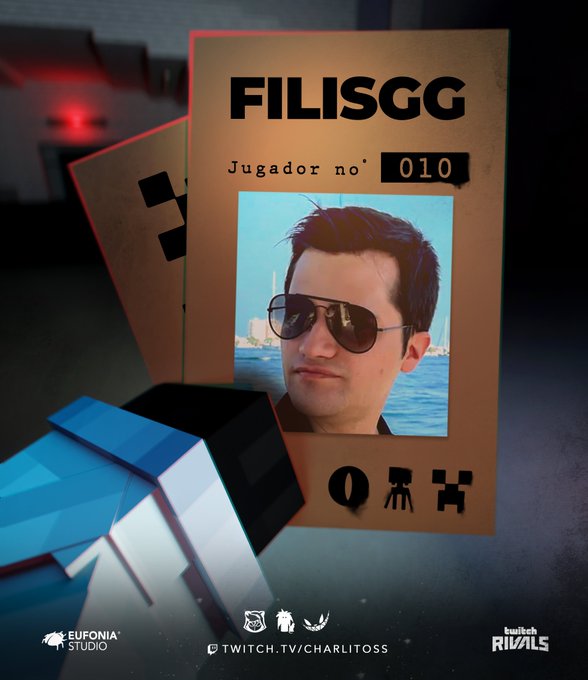 FILISGG
Jugador no° 010
EUFONIA®
STUDIO
TWITCH.TV/CHARLITOSS
twitch
RIVALS